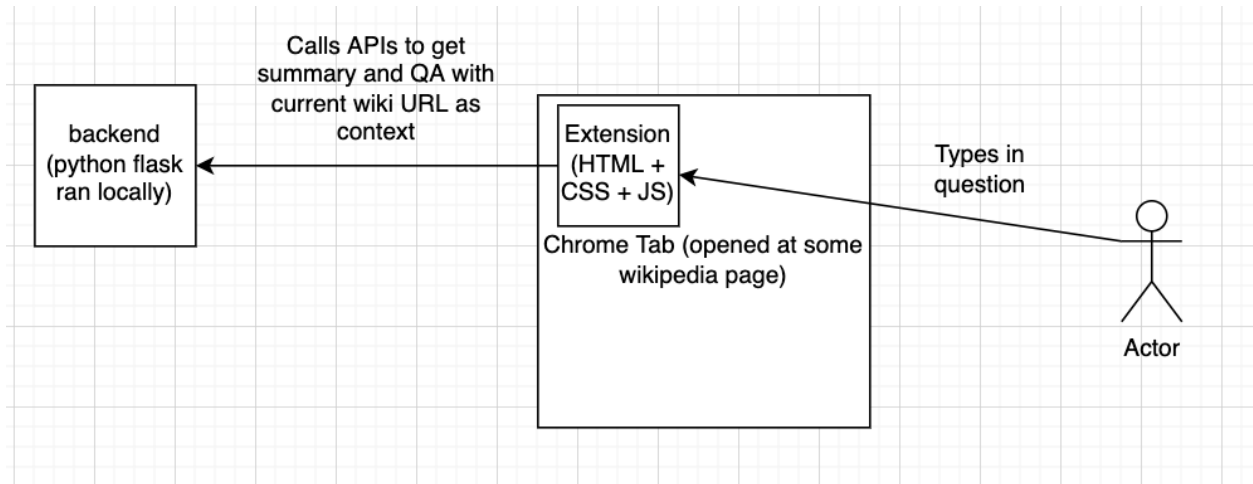 Calls APIs to get
summary and QA with
current wiki URL as
context
backend
(python flask
ran locally)
Extension
(HTML +
CSS + JS)
Chrome Tab (opened at some
wikipedia page)
Types in
question
Actor